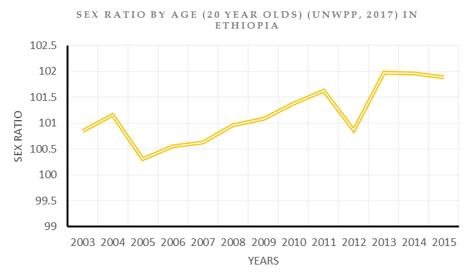 SEX RATIO BY AGE (20 YEAR OLDS) (UNWPP, 2017) IN
ETHIOPIA
102.5
102
101.5
101
100.5
100
99.5
99
SEX RATIO
2003 2004 2005 2006 2007 2008 2009 2010 2011 2012 2013 2014 2015
YEARS